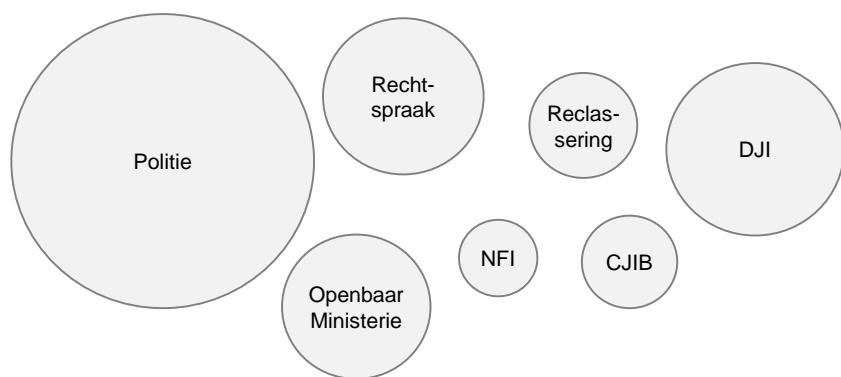 Recht-
spraak
Reclas-
sering
DJI
Politie
NFI
CJIB
Openbaar
Ministerie